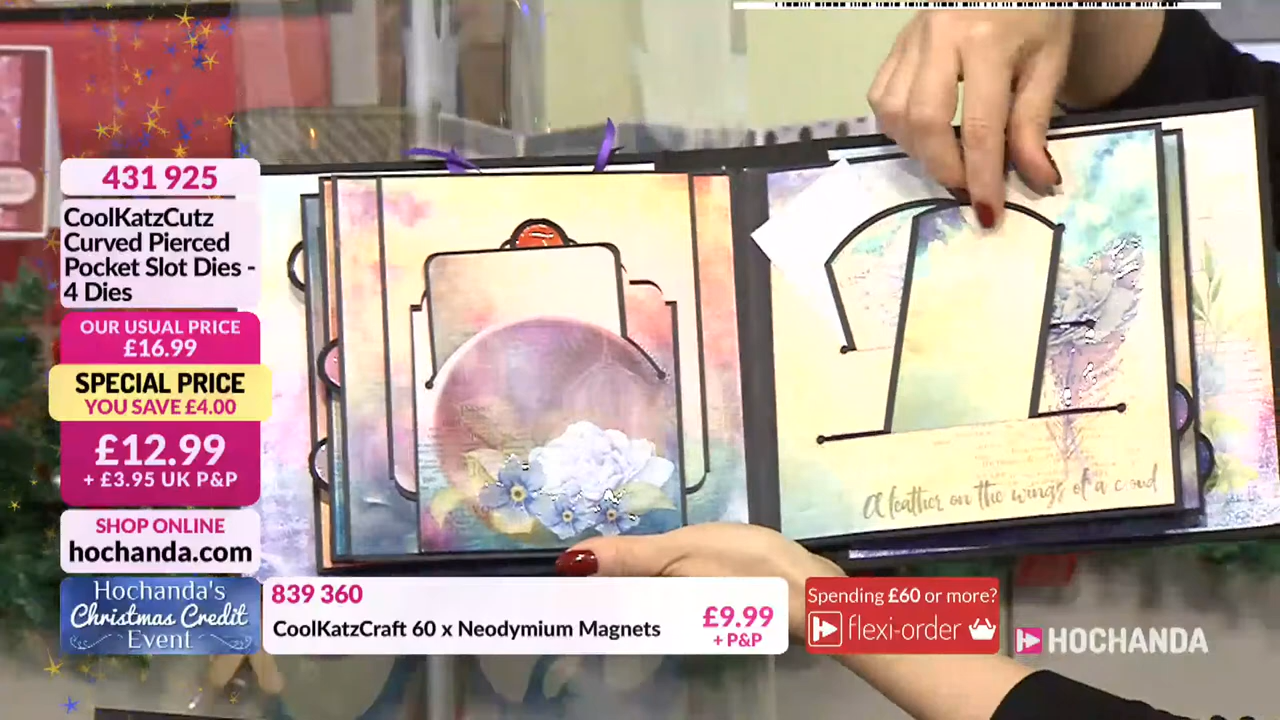 431 925
CoolKatzCutz
Curved Pierced
Pocket Slot Dies -
4 Dies
OUR USUAL PRICE
£16.99
SPECIAL PRICE
YOU SAVE £4.00
£12.99
+ £3.95 UK P&P
SHOP ONLINE
hochanda.com
Hochanda's
Christmas Credit
Event
839 360
CoolKatzCraft 60 x Neodymium Magnets
£9.99
+ P&P
Spending £60 or more?
flexi-order
HOCHANDA
A feather on the wings of a cloud